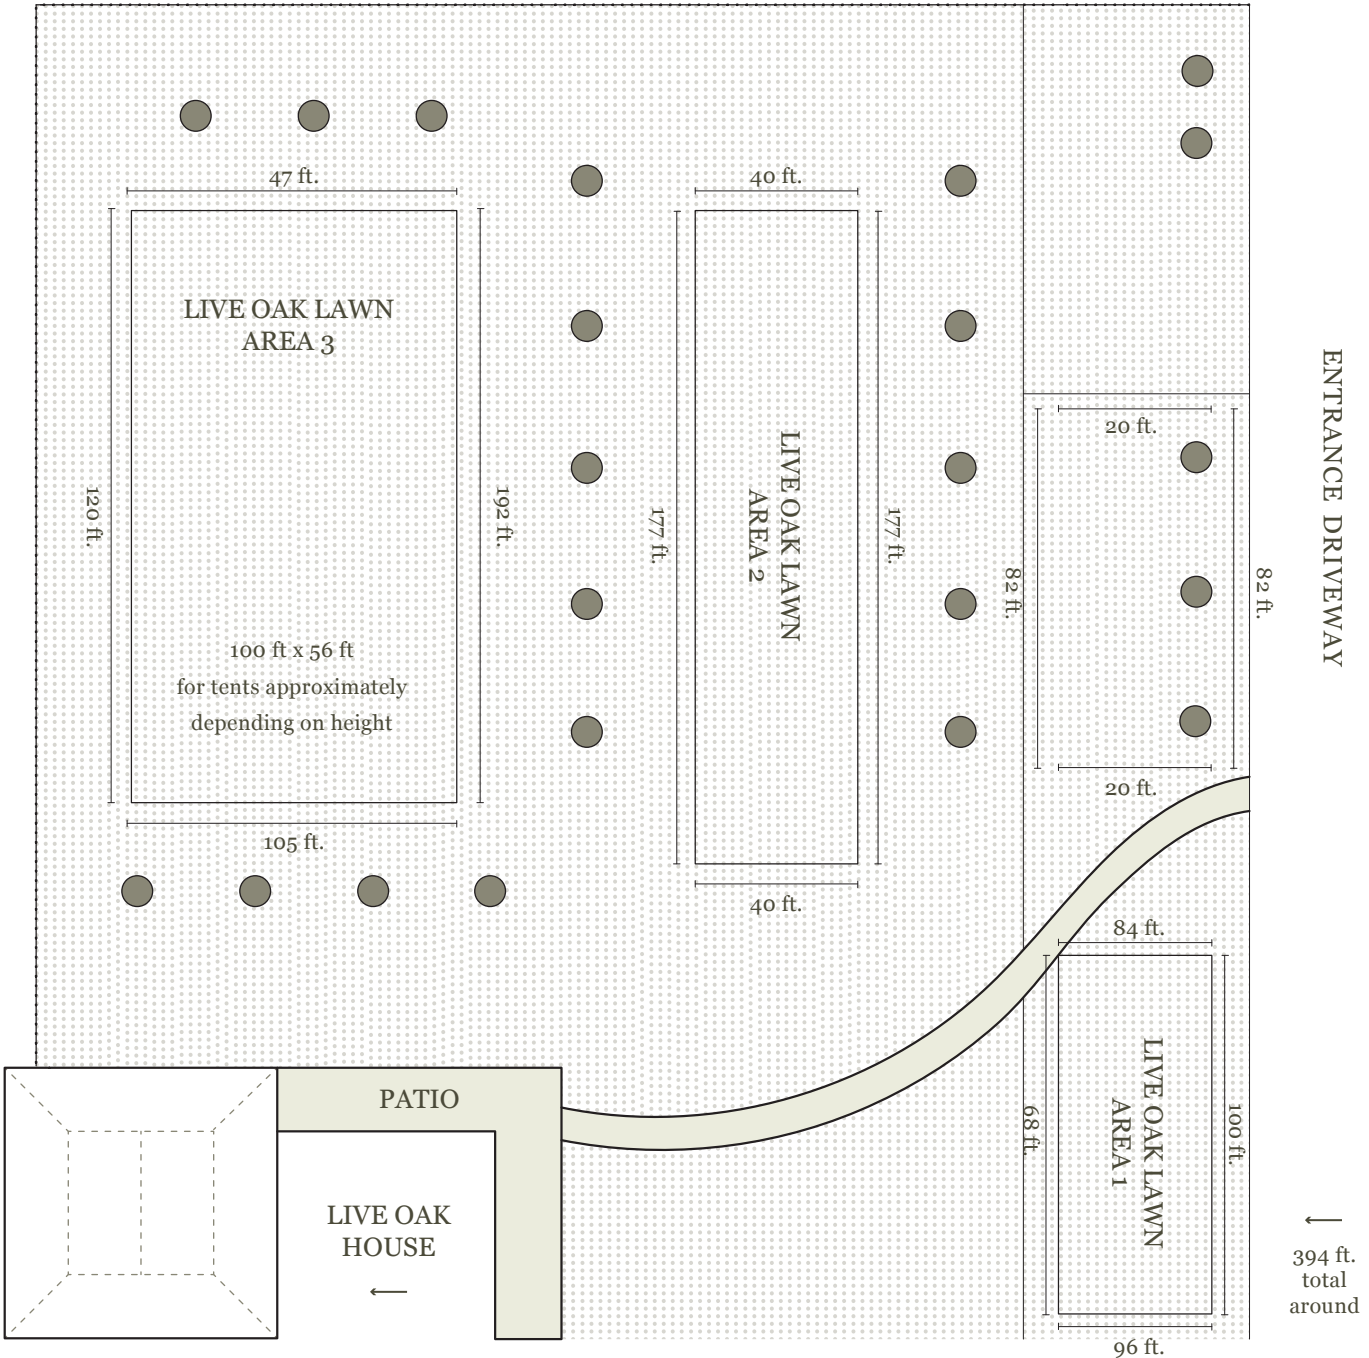 47 ft.
40 ft.
LIVE OAK LAWN
AREA 3
120 ft.
192 ft.
100 ft x 56 ft
for tents approximately
depending on height
105 ft.
177 ft.
LIVE OAK LAWN
AREA 2
177 ft.
40 ft.
20 ft.
82 ft.
82 ft.
20 ft.
ENTRANCE DRIVEWAY
84 ft.
68 ft.
LIVE OAK LAWN
AREA 1
100 ft.
96 ft.
PATIO
LIVE OAK
HOUSE
←
←
394 ft.
total
around